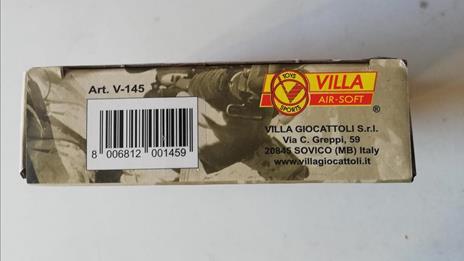 Art. V-145
8 006812 001459
TOYS
V
SPORTS
VILLA
AIR-SOFT
®
VILLA GIOCATTOLI S.r.l.
Via C. Greppi, 59
20845 SOVICO (MB) Italy
www.villagiocattoli.it